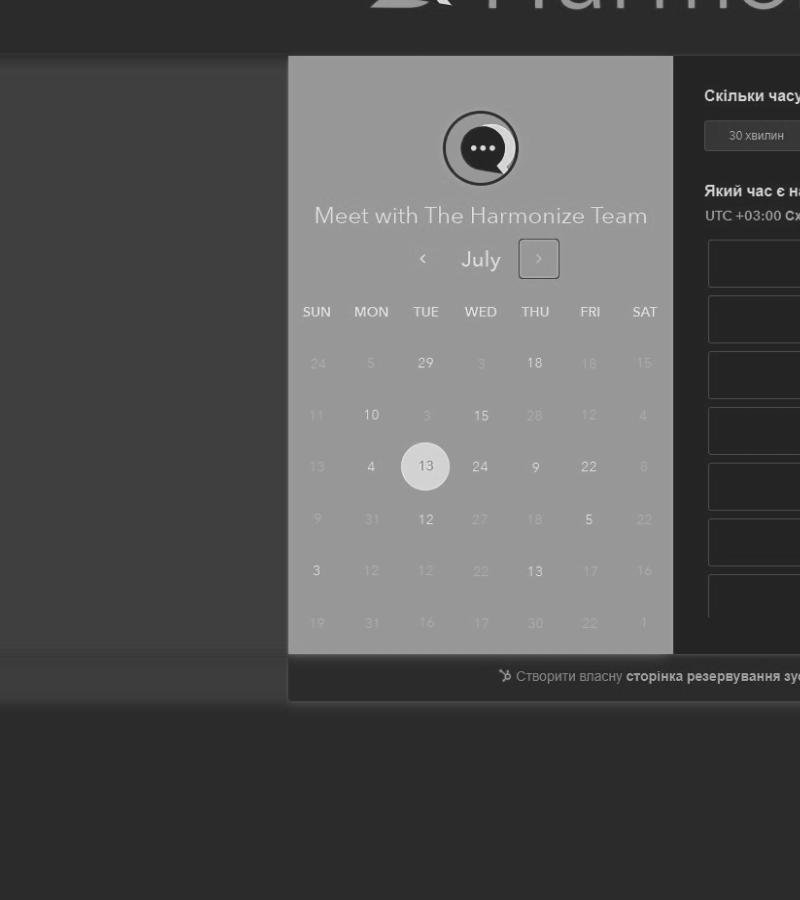 Harmo
Meet with The Harmonize Team
July
SUN MON TUE WED THU FRI SAT
24 5 29 3 18 18 15
11 10 3 15 28 12 4
13 4 13 24 9 22 8
9 31 12 27 18 5 22
3 12 12 22 13 17 16
19 31 16 17 30 22 1
Скільки часу
30 хвилин
Який час є на
UTC +03:00 Сх
Створити власну сторінка резервування зус